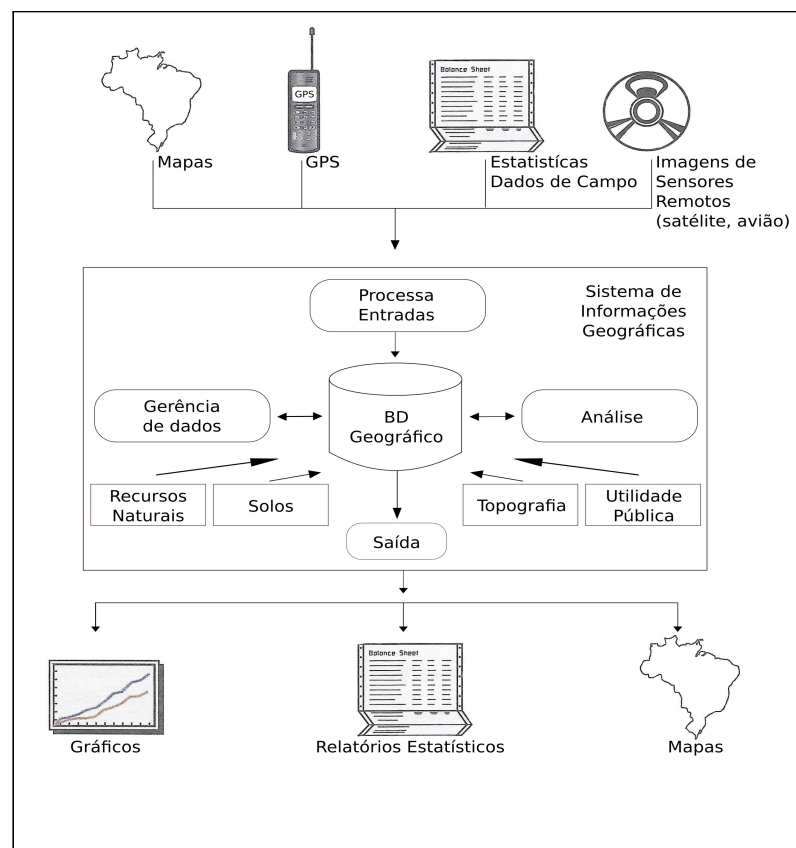 Balance Sheet
GPS
Mapas
GPS
Estatistícas
Dados de Campo
Imagens de
Sensores
Remotos
(satélite, avião)
Processa
Entradas
Sistema de
Informações
Geográficas
Gerência
de dados
BD
Geográfico
Análise
Recursos
Naturais
Solos
Topografia
Utilidade
Pública
Saída
Balance Sheet
Gráficos
Relatórios Estatísticos
Mapas